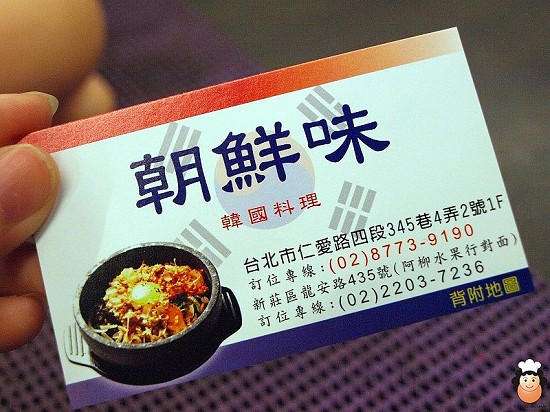 朝鮮味
韓國料理
台北市仁愛路四段345巷4弄2號1F
訂位專線:(02)8773-9190
新莊區龍安路435號(阿柳水果行對面)
訂位專線:(02)2203-7236
背附地圖